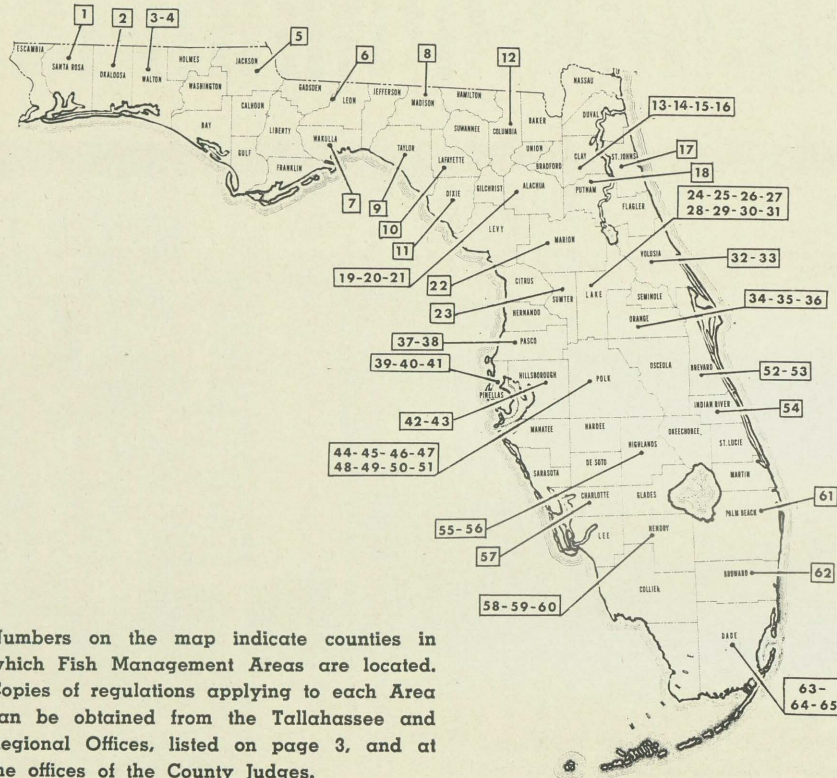 1
2
3-4
5
6
8
12
ESCAMBIA
SANTA ROSA
OKALOOSA
WALTON
HOLMES
WASHINGTON
JACKSON
BAY
CALHOUN
GULF
LIBERTY
GADSDEN
FRANKLIN
LEON
WAKULLA
JEFFERSON
MADISON
TAYLOR
HAMILTON
SUWANNEE
LAFAYETTE
DIXIE
COLUMBIA
BAKER
NASSAU
DUVAL
UNION
BRADFORD
CLAY
ST. JOHNS
GILCHRIST
ALACHUA
PUTNAM
FLAGLER
LEVY
MARION
VOLUSIA
CITRUS
SUMTER
LAKE
HERNANDO
SEMINOLE
ORANGE
PASCO
PINELLAS
HILLSBOROUGH
POLK
OSCEOLA
BREVARD
INDIAN RIVER
MANATEE
HARDEE
HIGHLANDS
OKEECHOBEE
ST. LUCIE
SARASOTA
DE SOTO
MARTIN
CHARLOTTE
GLADES
PALM BEACH
LEE
HENDRY
COLLIER
BROWARD
DADE
13-14-15-16
17
18
24-25-26-27
28-29-30-31
7
9
10
11
19-20-21
22
23
32-33
34-35-36
37-38
39-40-41
42-43
52-53
54
44-45-46-47
48-49-50-51
55-56
57
58-59-60
61
62
63-
64-65
Numbers on the map indicate counties in
which Fish Management Areas are located.
Copies of regulations applying to each Area
can be obtained from the Tallahassee and
Regional Offices, listed on page 3, and at
the offices of the County Judges.